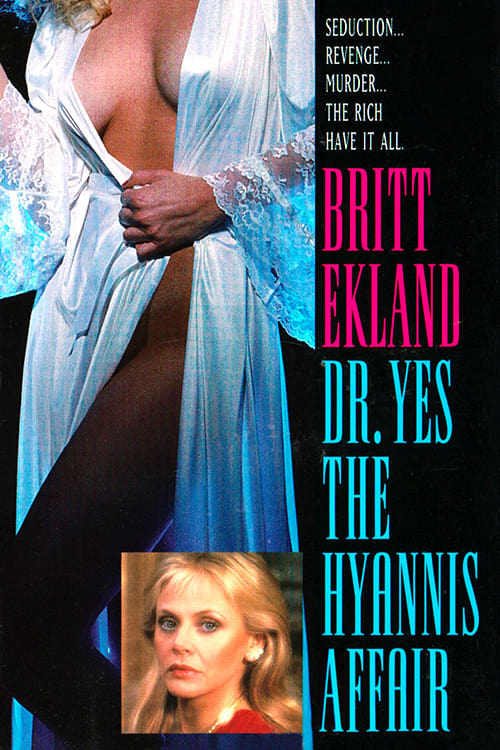 SEDUCTION...
REVENGE...
MURDER...
THE RICH
HAVE IT ALL.
BRITT
EKLAND
DR. YES
THE
HYANNIS
AFFAIR